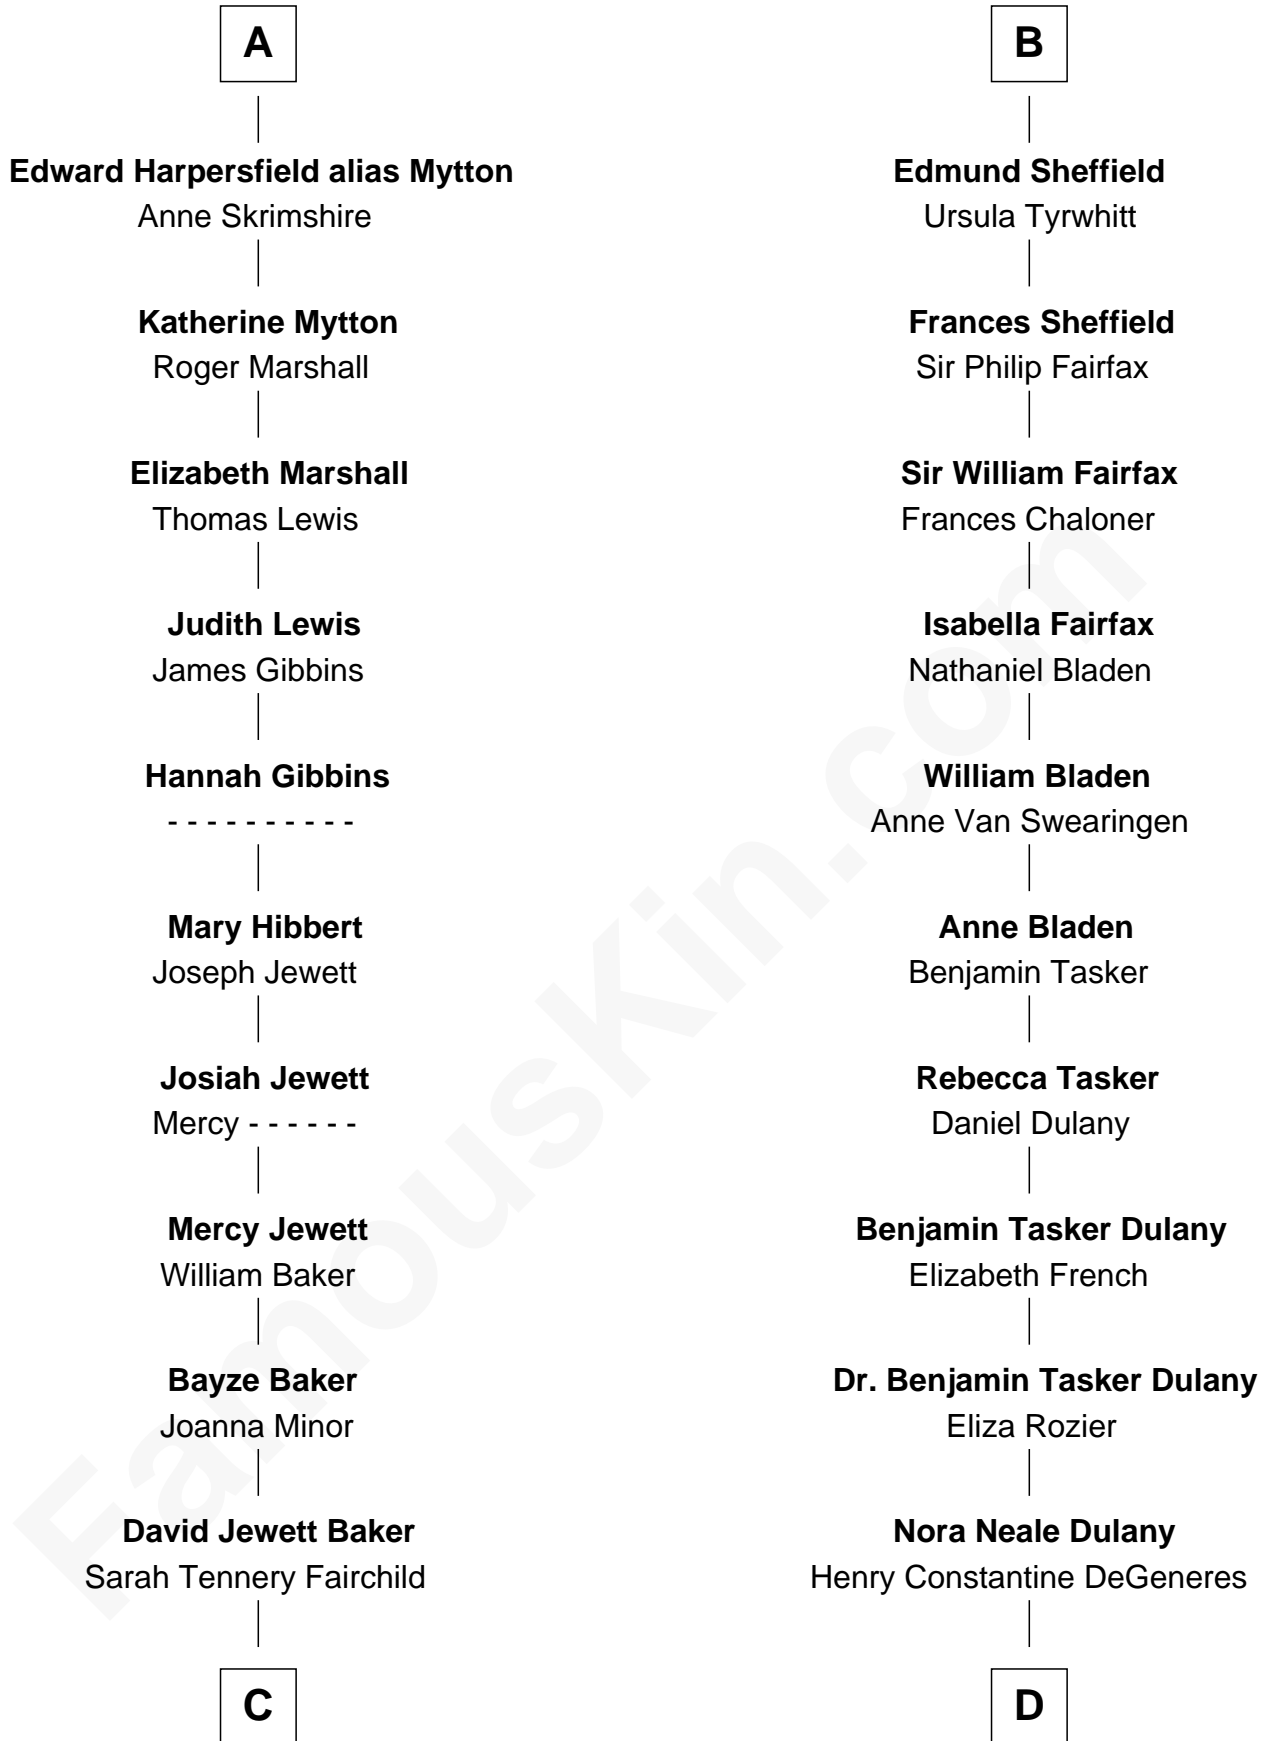 A
Edward Harpersfield alias Mytton
Anne Skrimshire
Katherine Mytton
Roger Marshall
Elizabeth Marshall
Thomas Lewis
Judith Lewis
James Gibbins
Hannah Gibbins
- - - - - - - - - -
Mary Hibbert
Joseph Jewett
Josiah Jewett
Mercy - - - - - -
Mercy Jewett
William Baker
Bayze Baker
Joanna Minor
David Jewett Baker
Sarah Tennery Fairchild
C
B
Edmund Sheffield
Ursula Tyrwhitt
Frances Sheffield
Sir Philip Fairfax
Sir William Fairfax
Frances Chaloner
Isabella Fairfax
Nathaniel Bladen
William Bladen
Anne Van Swearingen
Anne Bladen
Benjamin Tasker
Rebecca Tasker
Daniel Dulany
Benjamin Tasker Dulany
Elizabeth French
Dr. Benjamin Tasker Dulany
Eliza Rozier
Nora Neale Dulany
Henry Constantine DeGeneres
D
FamousKin.com